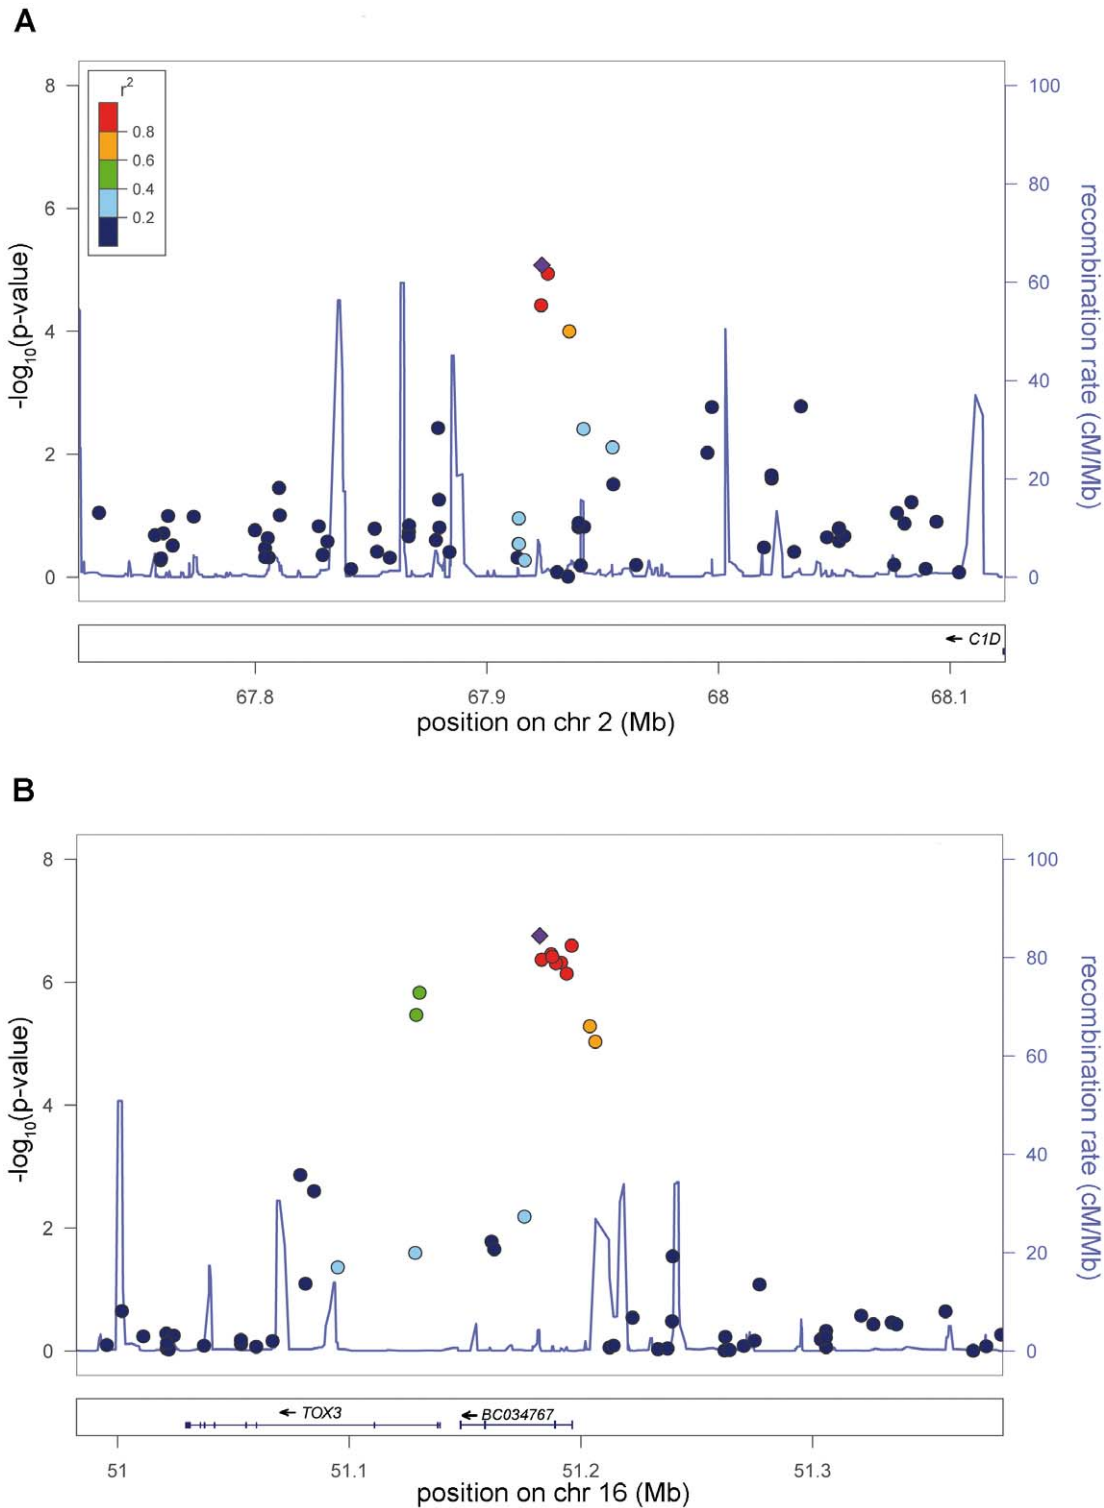 A
r2
0.8
0.6
0.4
0.2
8
6
4
2
0
-log10(p-value)
100
80
60
40
20
0
recombination rate (cM/Mb)
← C1D
67.8 67.9 68 68.1
position on chr 2 (Mb)
B
8
6
4
2
0
-log10(p-value)
100
80
60
40
20
0
recombination rate (cM/Mb)
← TOX3 ← BC034767
51 51.1 51.2 51.3
position on chr 16 (Mb)